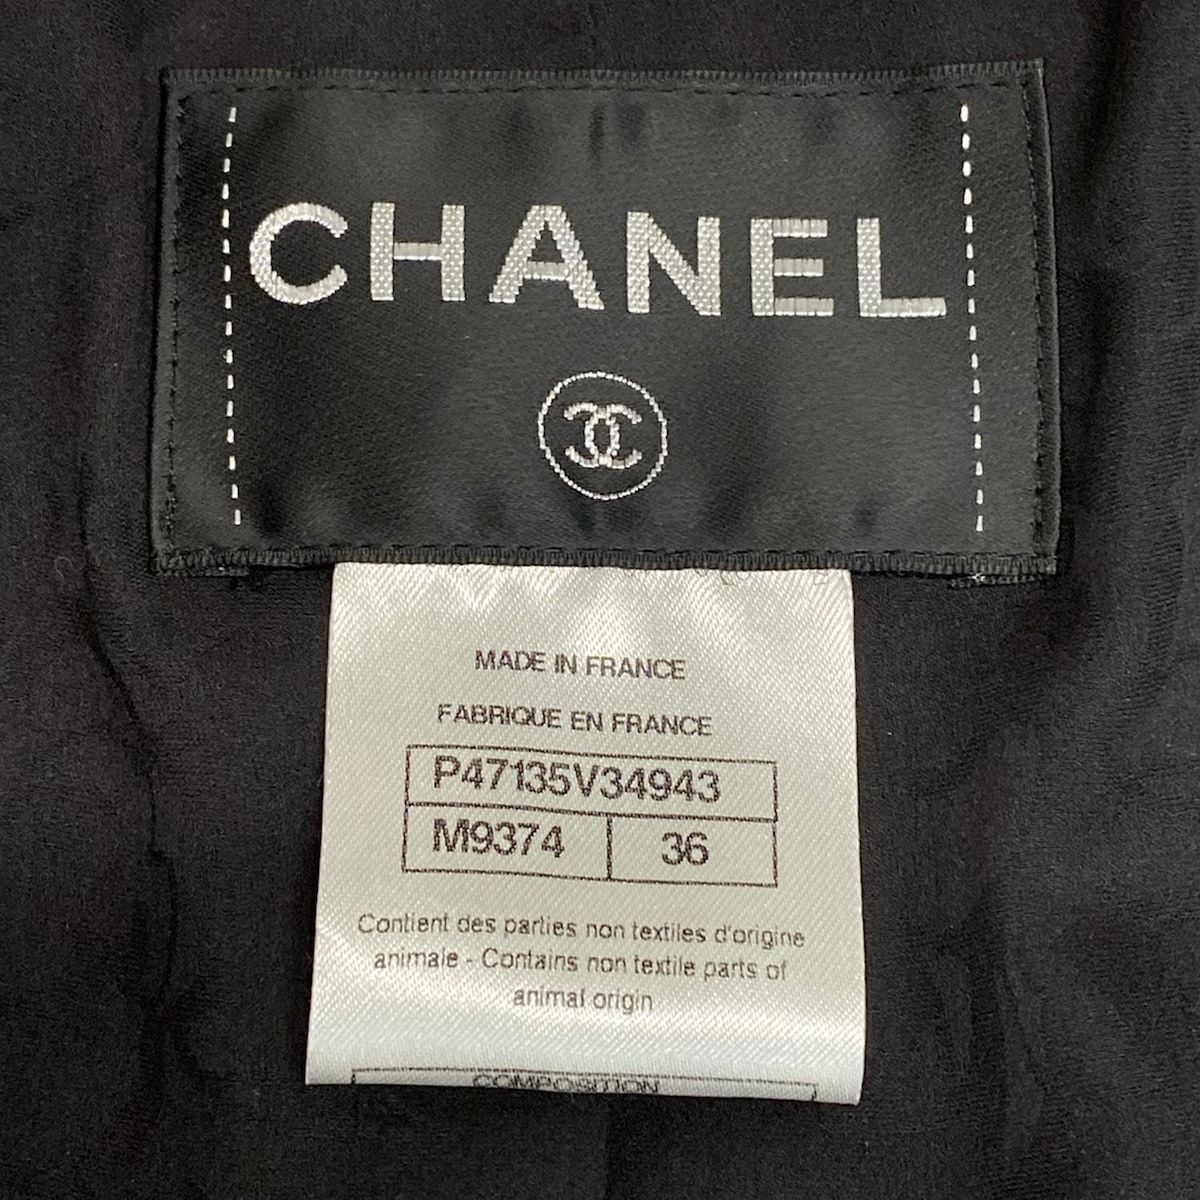 CHANEL
MADE IN FRANCE
FABRIQUE EN FRANCE
P47135V34943
M9374 36
Contient des parties non textiles d'origine
animale - Contains non textile parts of
animal origin
COMPOSITION